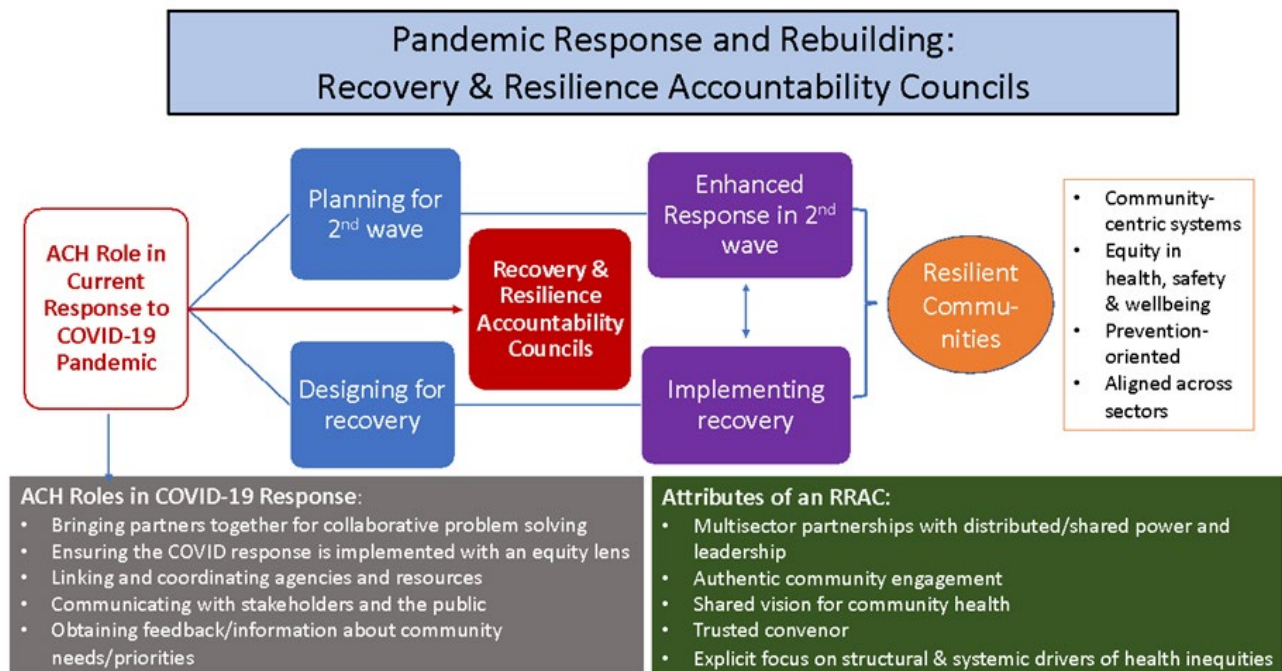 Pandemic Response and Rebuilding:
Recovery & Resilience Accountability Councils
ACH Role in
Current
Response to
COVID-19
Pandemic
Planning for
2nd wave
Designing for
recovery
Recovery &
Resilience
Accountability
Councils
Enhanced
Response in 2nd
wave
Implementing
recovery
Resilient
Commu-
nities
• Community-
centric systems
• Equity in
health, safety
& wellbeing
• Prevention-
oriented
• Aligned across
sectors
ACH Roles in COVID-19 Response:
• Bringing partners together for collaborative problem solving
• Ensuring the COVID response is implemented with an equity lens
• Linking and coordinating agencies and resources
• Communicating with stakeholders and the public
• Obtaining feedback/information about community
needs/priorities
Attributes of an RRAC:
• Multisector partnerships with distributed/shared power and
leadership
• Authentic community engagement
• Shared vision for community health
• Trusted convenor
• Explicit focus on structural & systemic drivers of health inequities